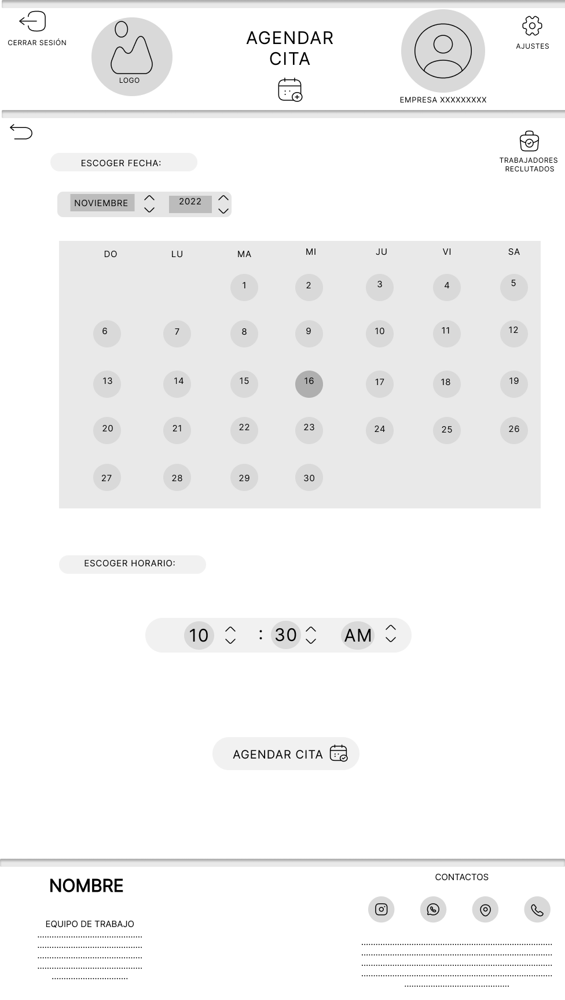 CERRAR SESIÓN
LOGO
AGENDAR
CITA
EMPRESA XXXXXXXXX
AJUSTES
TRABAJADORES
RECLUTADOS
ESCOGER FECHA:
NOVIEMBRE 2022
DO LU MA MI JU VI SA
1 2 3 4 5
6 7 8 9 10 11 12
13 14 15 16 17 18 19
20 21 22 23 24 25 26
27 28 29 30
ESCOGER HORARIO:
10 : 30 AM
AGENDAR CITA
NOMBRE
EQUIPO DE TRABAJO
CONTACTOS